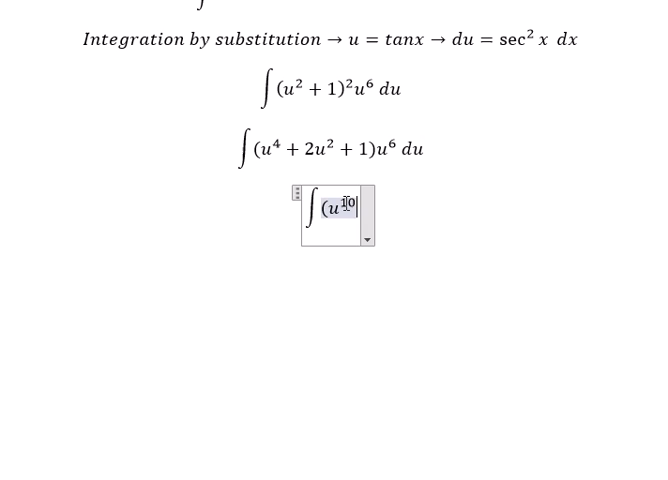 Integration by substitution → u = tanx → du = sec² x dx
∫(u² + 1)²u⁶ du
∫(u⁴ + 2u² + 1)u⁶ du
∫(u¹⁰